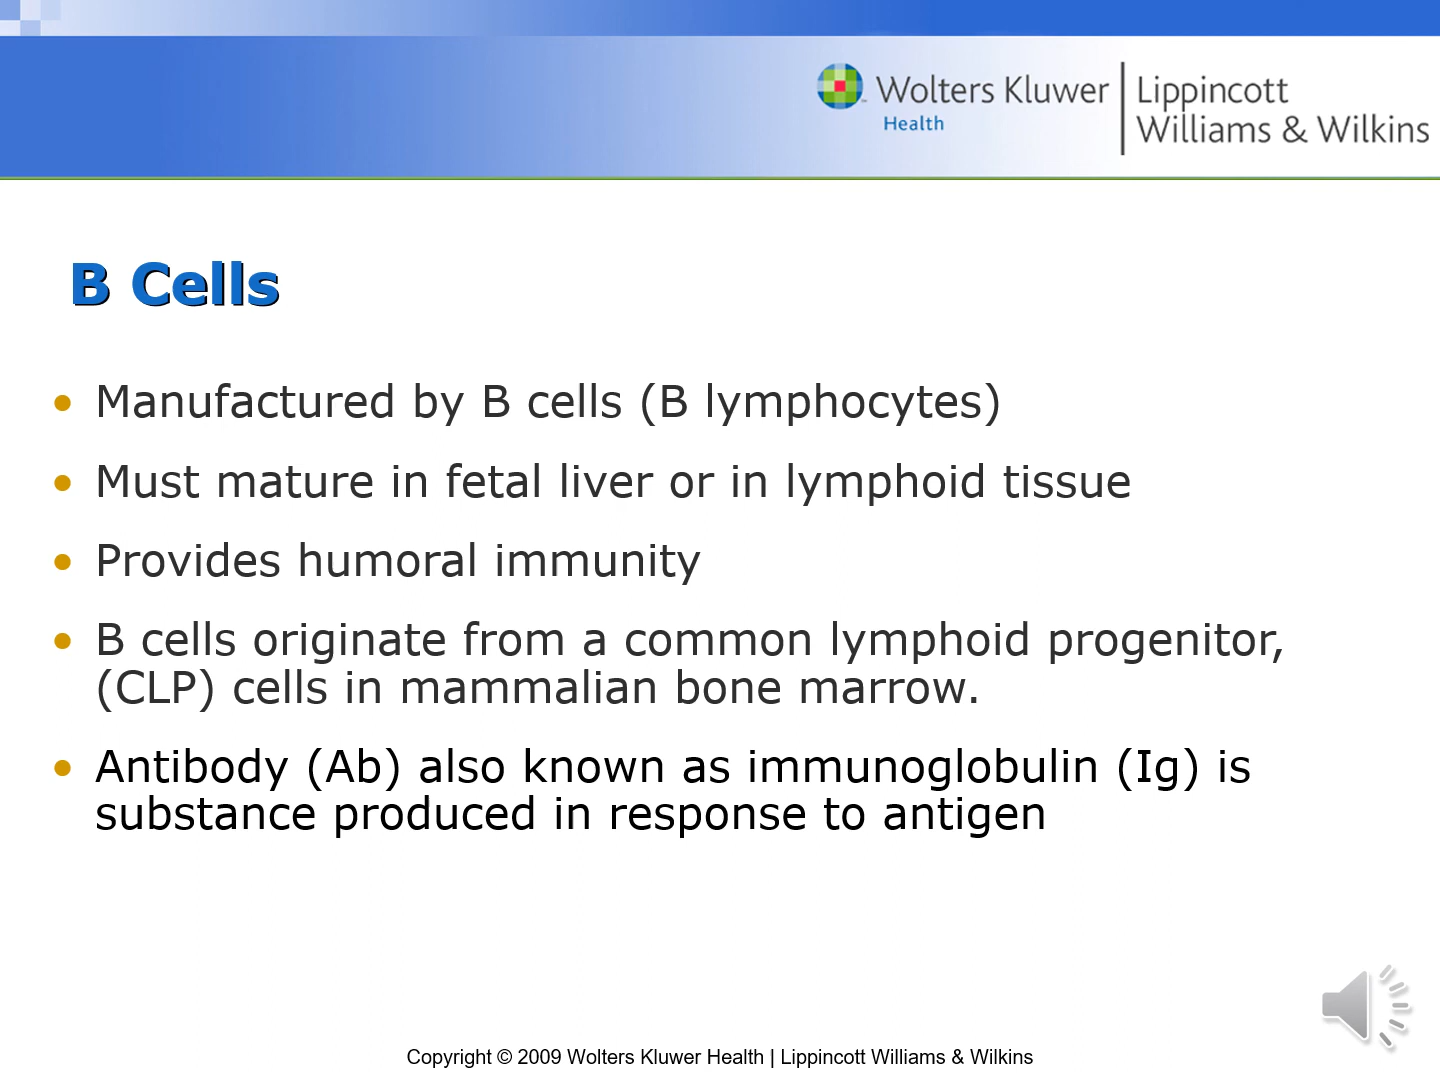 Wolters Kluwer
Health
Lippincott
Williams & Wilkins
B Cells
• Manufactured by B cells (B lymphocytes)
• Must mature in fetal liver or in lymphoid tissue
• Provides humoral immunity
• B cells originate from a common lymphoid progenitor,
(CLP) cells in mammalian bone marrow.
• Antibody (Ab) also known as immunoglobulin (Ig) is
substance produced in response to antigen
Copyright © 2009 Wolters Kluwer Health | Lippincott Williams & Wilkins